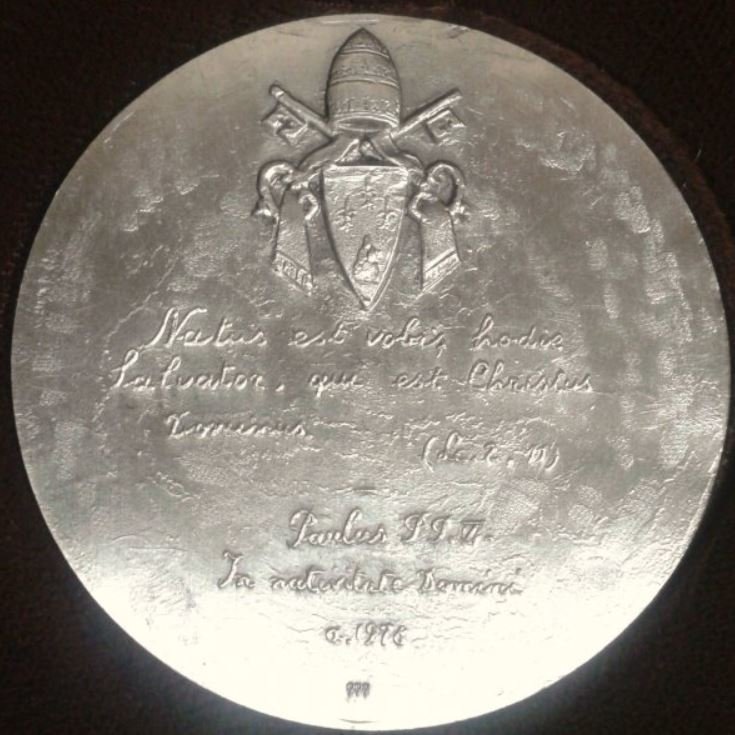 Natus est vobis hodie
Salvator, qui est Christus
Dominus
(Lc. 2, 11)
Paulus PP. VI.
In nativitate Domini
a. 1976